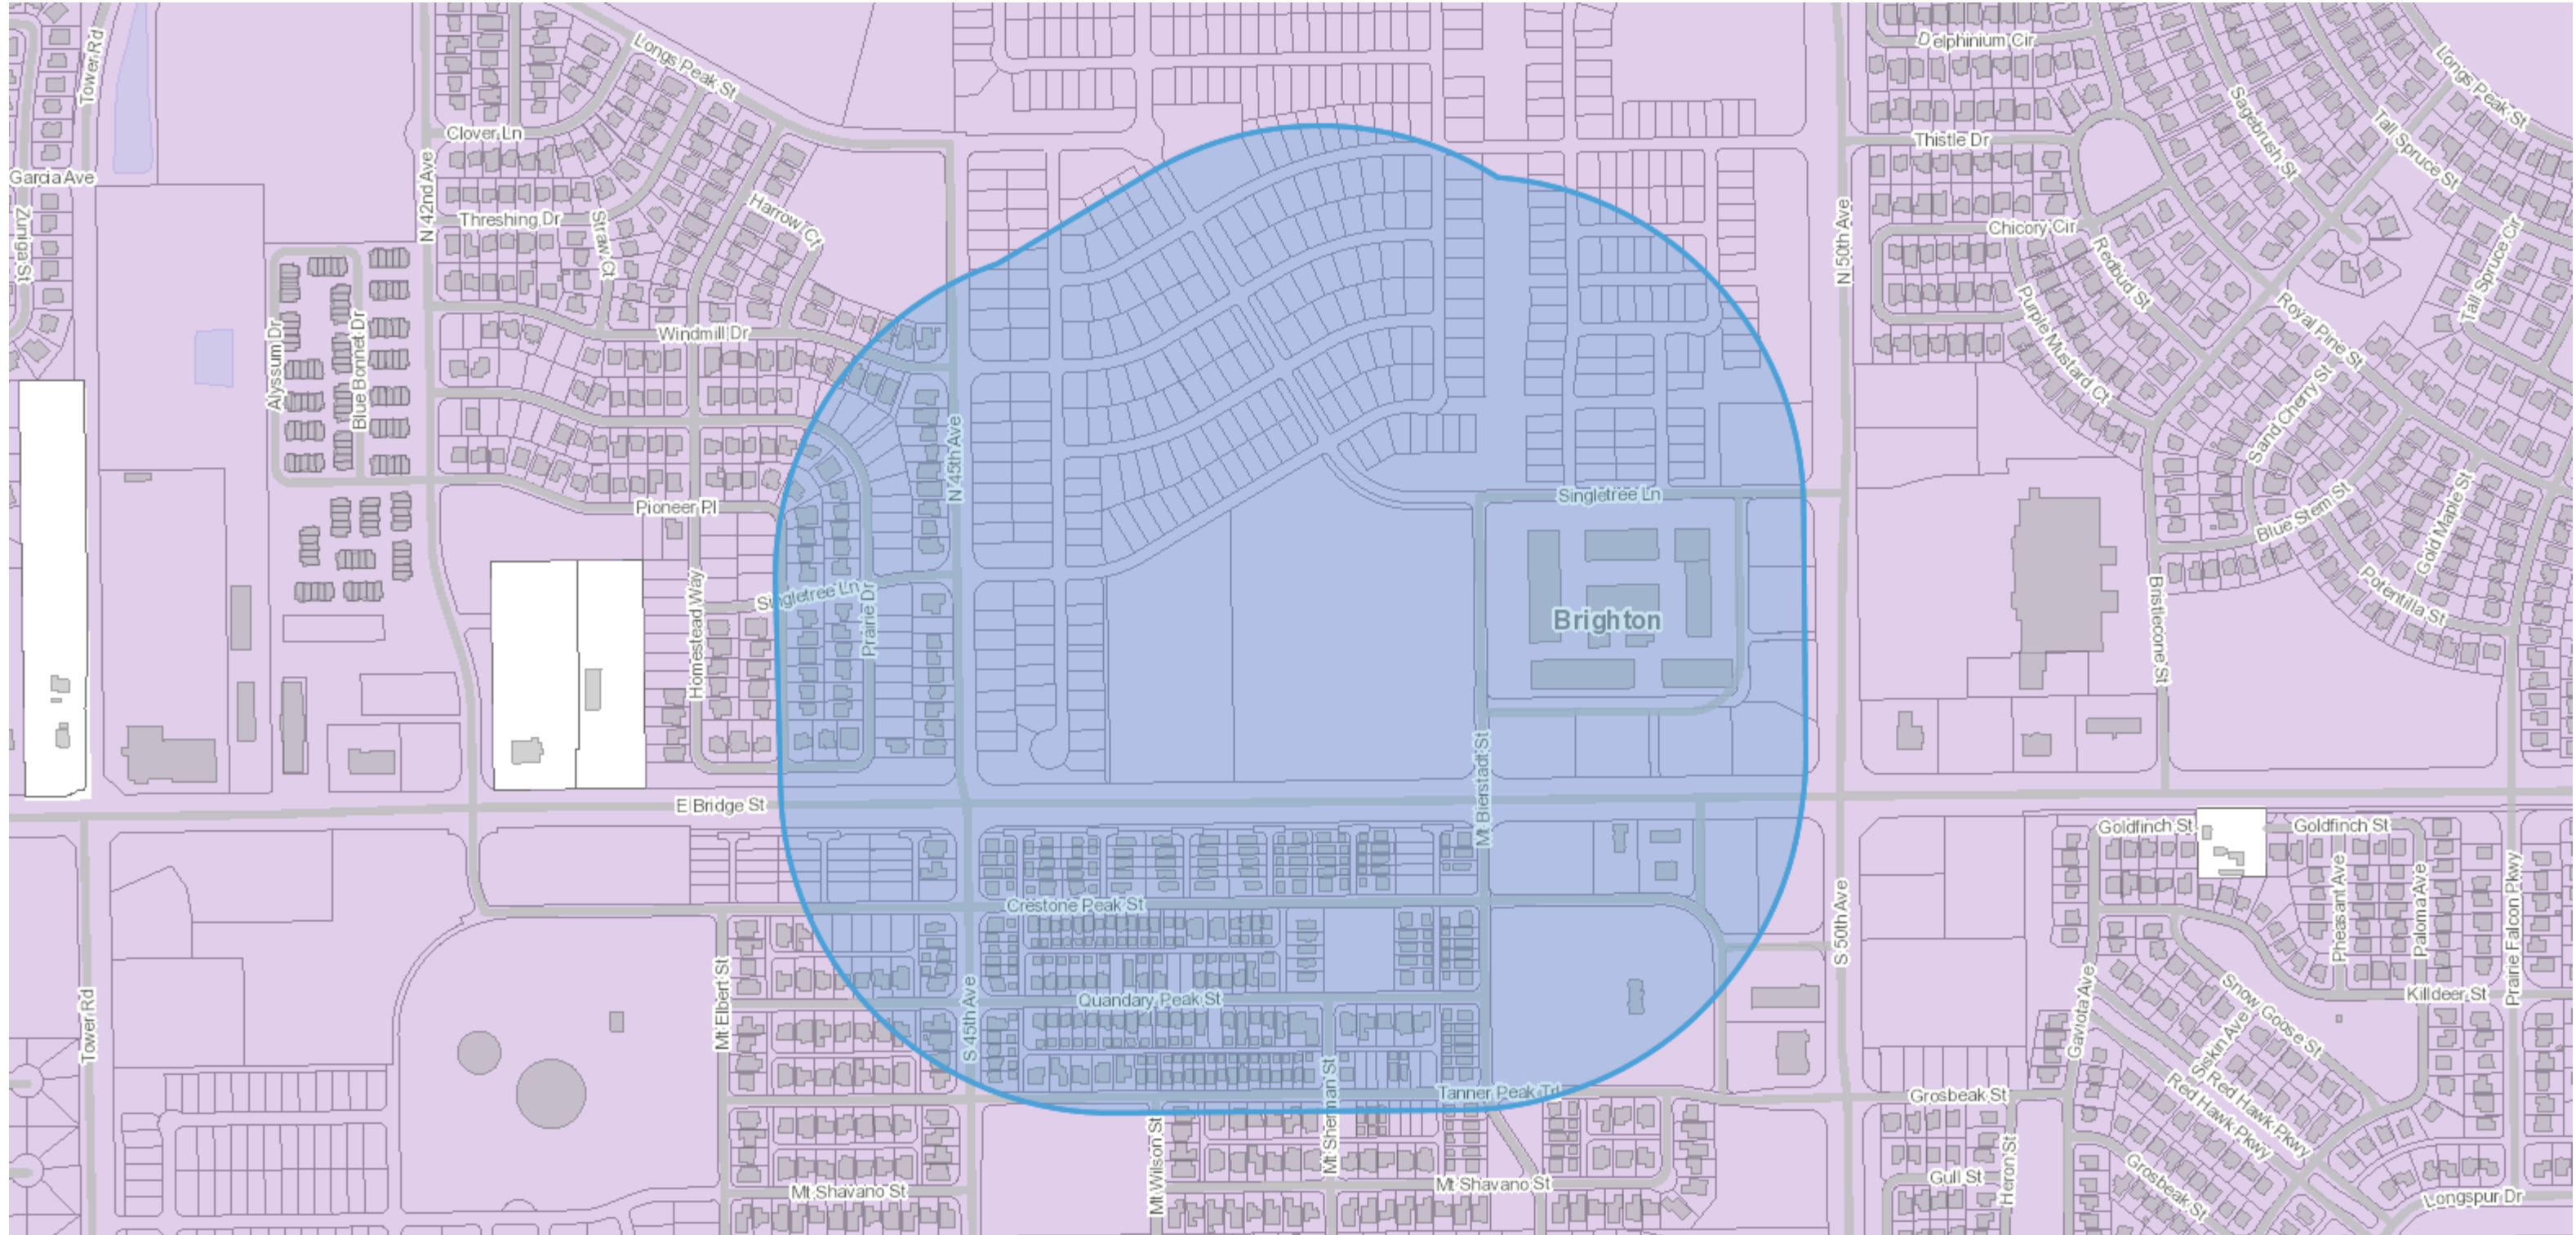 Tower Rd
Longs Peak St
Delphinium Cir
Longs Peak St
Clover Ln
Sagebrush St
Tall Spruce St
Thistle Dr
Garcia Ave
N 42nd Ave
Threshing Dr
Straw Ct
Harrow Ct
Zuniga St
Chicory Cir
Redbud St
N 50th Ave
Tall Spruce Cir
Alyssum Dr
Blue Bonnet Dr
Windmill Dr
Purple Mustard Ct
Royal Pine St
Sand Cherry St
N 45th Ave
Pioneer Pl
Singletree Ln
Blue Stem St
Gold Maple St
Singletree Ln
Prairie Dr
Homestead Way
Brighton
Bristlecone St
Potentilla St
Mt Bierstadt St
E Bridge St
Goldfinch St
Goldfinch St
Pheasant Ave
Paloma Ave
Prairie Falcon Pkwy
Crestone Peak St
S 50th Ave
Mt Elbert St
S 45th Ave
Quandary Peak St
Killdeer St
Tower Rd
Gaviota Ave
Snow Goose St
Siskin Ave
Red Hawk Pkwy
Red Hawk Pkwy
Tanner Peak Trl
Grosbeak St
Mt Wilson St
Mt Sherman St
Mt Shavano St
Mt Shavano St
Gull St
Heron St
Grosbeak St
Longspur Dr